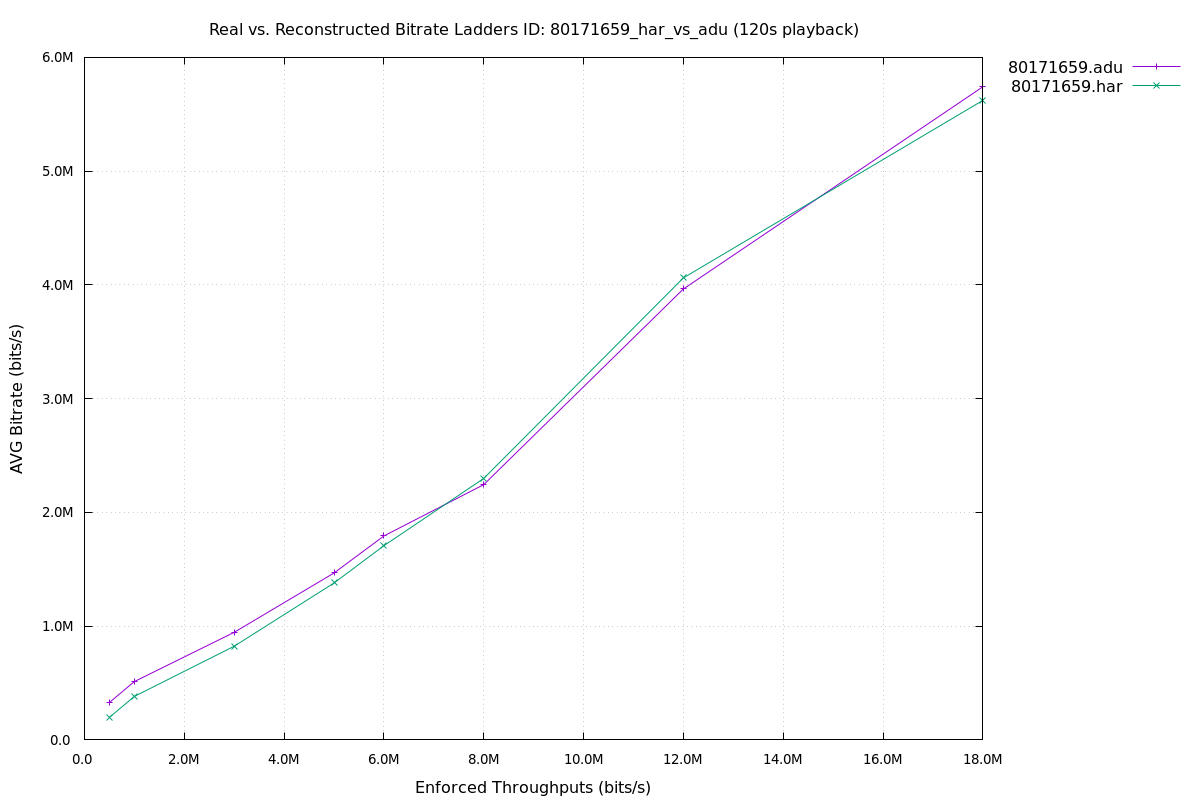 Real vs. Reconstructed Bitrate Ladders ID: 80171659_har_vs_adu (120s playback)
80171659.adu
80171659.har
6.0M
5.0M
4.0M
3.0M
2.0M
1.0M
0.0
AVG Bitrate (bits/s)
0.0 2.0M 4.0M 6.0M 8.0M 10.0M 12.0M 14.0M 16.0M 18.0M
Enforced Throughputs (bits/s)